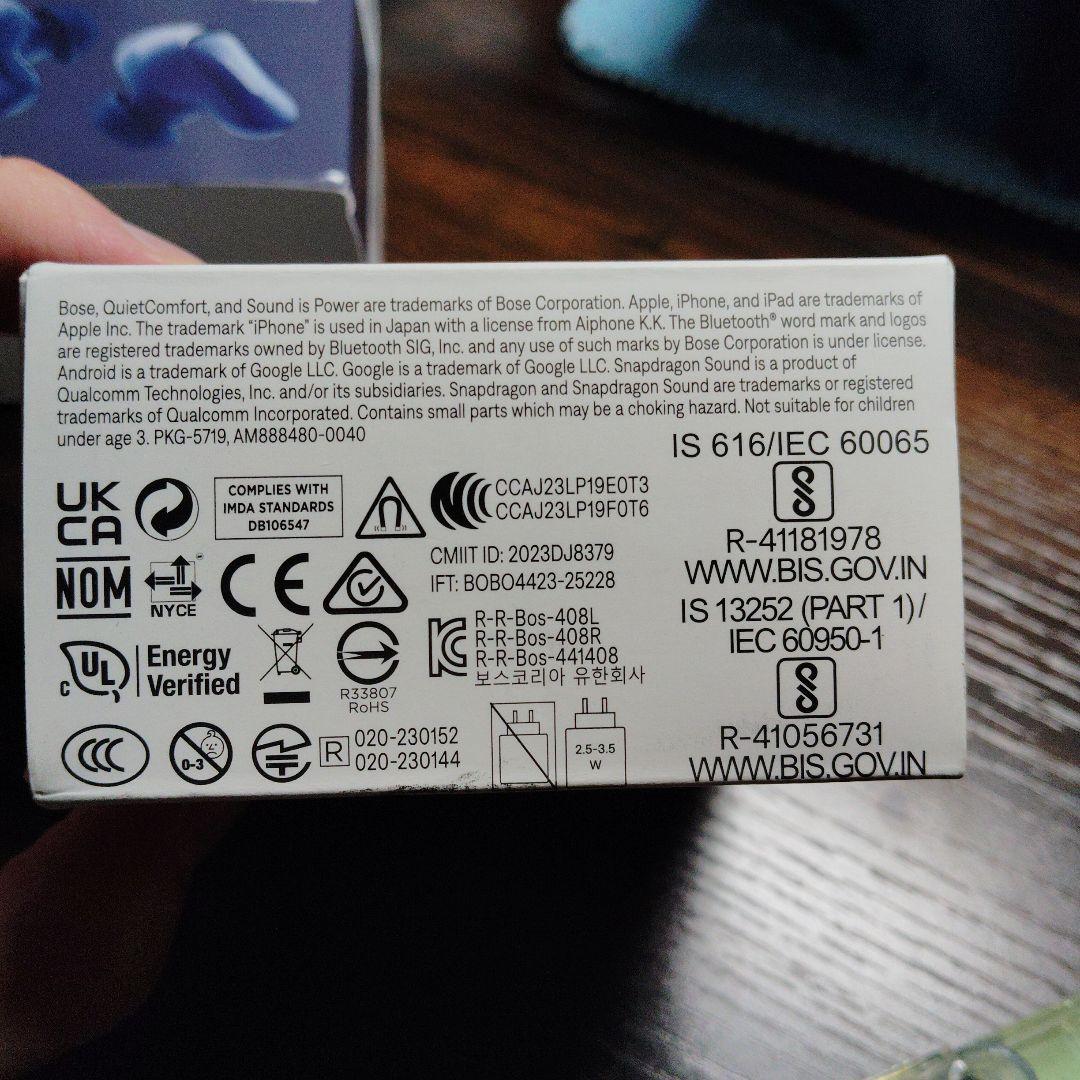 Bose, QuietComfort, and Sound is Power are trademarks of Bose Corporation. Apple, iPhone, and iPad are trademarks of
Apple Inc. The trademark “iPhone” is used in Japan with a license from Aiphone K.K. The Bluetooth® word mark and logos
are registered trademarks owned by Bluetooth SIG, Inc. and any use of such marks by Bose Corporation is under license.
Android is a trademark of Google LLC. Google is a trademark of Google LLC. Snapdragon Sound is a product of
Qualcomm Technologies, Inc. and/or its subsidiaries. Snapdragon and Snapdragon Sound are trademarks or registered
trademarks of Qualcomm Incorporated. Contains small parts which may be a choking hazard. Not suitable for children
under age 3. PKG-5719, AM888480-0040
IS 616/IEC 60065
R-41181978
WWW.BIS.GOV.IN
IS 13252 (PART 1)/
IEC 60950-1
R-41056731
WWW.BIS.GOV.IN
UK
CA
COMPLIES WITH
IMDA STANDARDS
DB106547
CCAJ23LP19E0T3
CCAJ23LP19F0T6
NOM
NYCE
CE
CMIIT ID: 2023DJ8379
IFT: BOBO4423-25228
c UL
Energy
Verified
R33807
RoHS
KC
R-R-Bos-408L
R-R-Bos-408R
R-R-Bos-441408
보스코리아 유한회사
CCC
0-3
R
020-230152
020-230144
2.5-3.5
W